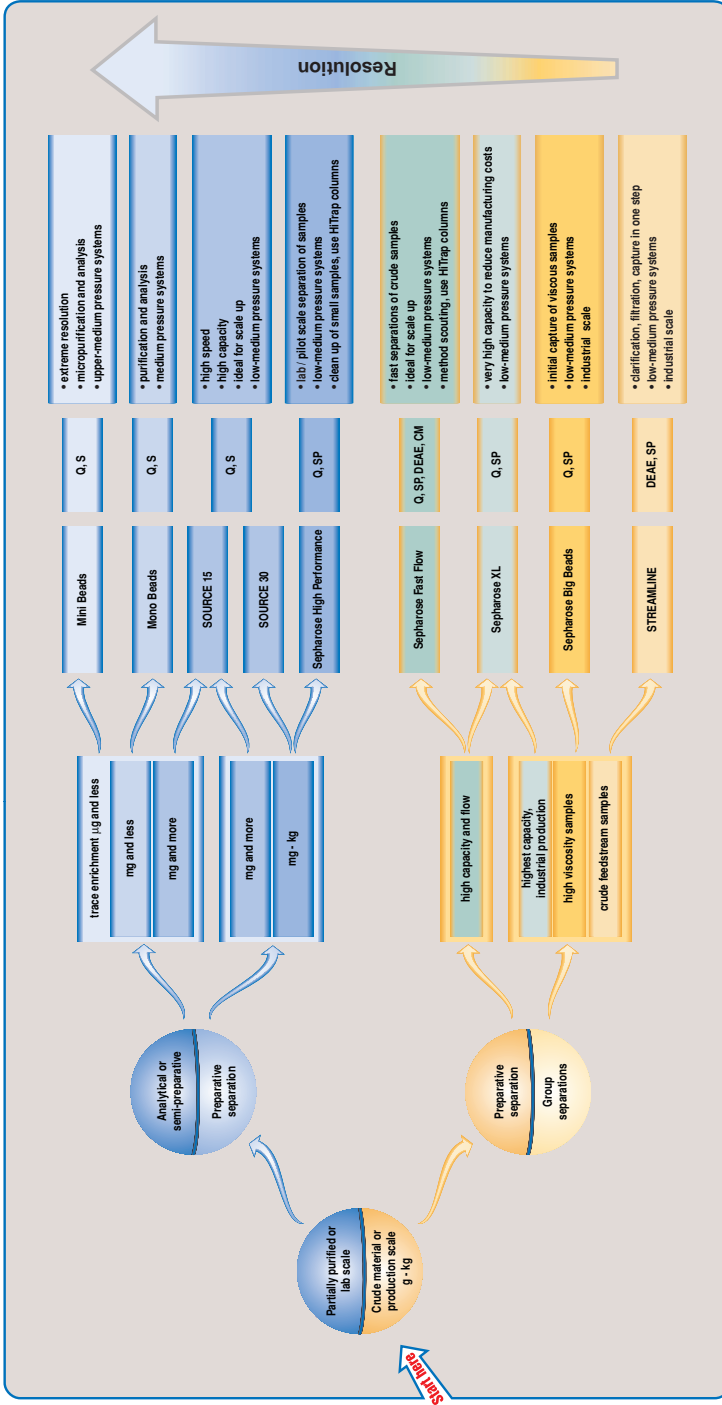 Start here
Partially purified or
lab scale
Crude material or
production scale
g - kg
Analytical or
semi-preparative
Preparative
separation
Preparative
separation
Group
separations
trace enrichment µg and less
mg and less
mg and more
mg and more
mg - kg
high capacity and flow
highest capacity,
industrial production
high viscosity samples
crude feedstream samples
Mini Beads
Q, S
• extreme resolution
• micropurification and analysis
• upper-medium pressure systems
Mono Beads
Q, S
• purification and analysis
• medium pressure systems
SOURCE 15
SOURCE 30
Q, S
• high speed
• high capacity
• ideal for scale up
• low-medium pressure systems
Sepharose High Performance
Q, SP
• lab / pilot scale separation of samples
• low-medium pressure systems
• clean up of small samples, use HiTrap columns
Sepharose Fast Flow
Q, SP, DEAE, CM
• fast separations of crude samples
• ideal for scale up
• low-medium pressure systems
• method scouting, use HiTrap columns
Sepharose XL
Q, SP
• very high capacity to reduce manufacturing costs
• low-medium pressure systems
Sepharose Big Beads
Q, SP
• initial capture of viscous samples
• low-medium pressure systems
• industrial scale
STREAMLINE
DEAE, SP
• clarification, filtration, capture in one step
• low-medium pressure systems
• industrial scale
Resolution